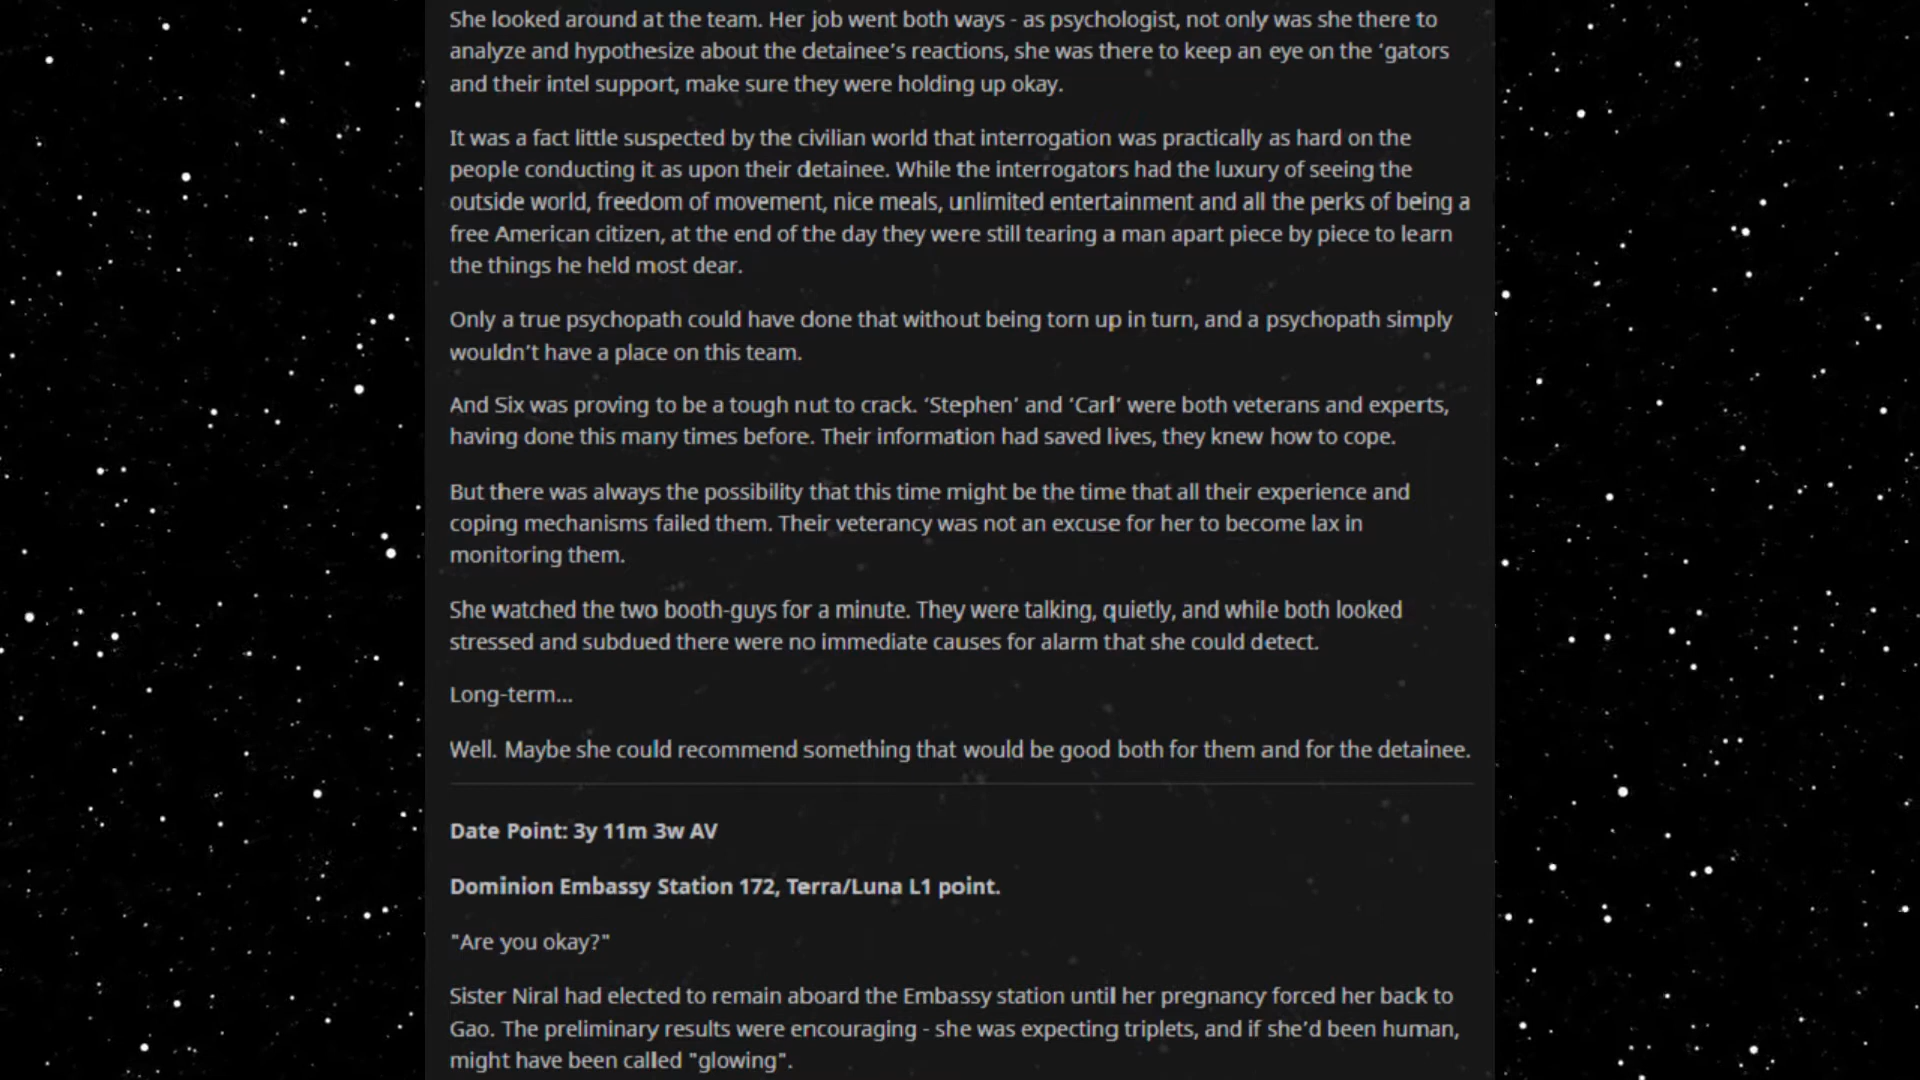 She looked around at the team. Her job went both ways - as psychologist, not only was she there to
analyze and hypothesize about the detainee’s reactions, she was there to keep an eye on the ‘gators
and their intel support, make sure they were holding up okay.
It was a fact little suspected by the civilian world that interrogation was practically as hard on the
people conducting it as upon their detainee. While the interrogators had the luxury of seeing the
outside world, freedom of movement, nice meals, unlimited entertainment and all the perks of being a
free American citizen, at the end of the day they were still tearing a man apart piece by piece to learn
the things he held most dear.
Only a true psychopath could have done that without being torn up in turn, and a psychopath simply
wouldn’t have a place on this team.
And Six was proving to be a tough nut to crack. ‘Stephen’ and ‘Carl’ were both veterans and experts,
having done this many times before. Their information had saved lives, they knew how to cope.
But there was always the possibility that this time might be the time that all their experience and
coping mechanisms failed them. Their veterancy was not an excuse for her to become lax in
monitoring them.
She watched the two booth-guys for a minute. They were talking, quietly, and while both looked
stressed and subdued there were no immediate causes for alarm that she could detect.
Long-term...
Well. Maybe she could recommend something that would be good both for them and for the detainee.
Date Point: 3y 11m 3w AV
Dominion Embassy Station 172, Terra/Luna L1 point.
"Are you okay?"
Sister Niral had elected to remain aboard the Embassy station until her pregnancy forced her back to
Gao. The preliminary results were encouraging - she was expecting triplets, and if she’d been human,
might have been called "glowing".